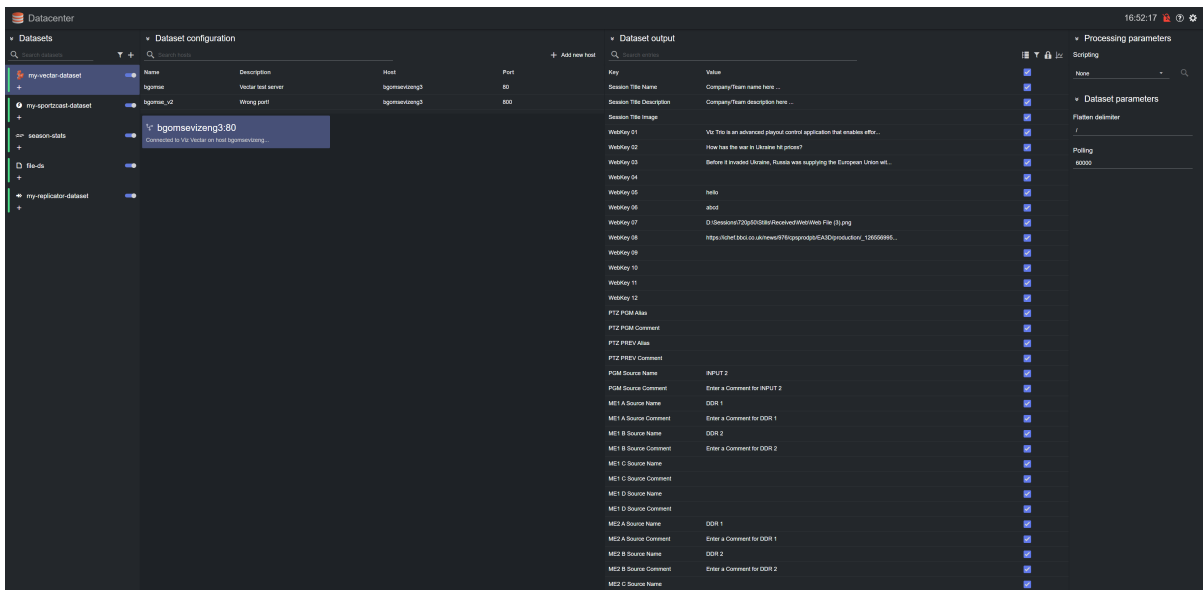 Datacenter
16:52:17
Datasets
Search datasets
my-vectar-dataset
+
my-sportzcast-dataset
+
season-stats
+
file-ds
+
my-replicator-dataset
+
Dataset configuration
Search hosts
+ Add new host
Name Description Host Port
bgomse Vectar test server bgomsevizeng3 80
bgomse_v2 Wrong port! bgomsevizeng3 800
bgomsevizeng3:80
Connected to Viz Vectar on host bgomsevizeng...
Dataset output
Search entries
Key Value
Session Title Name Company/Team name here ...
Session Title Description Company/Team description here ...
Session Title Image
WebKey 01 Viz Trio is an advanced playout control application that enables effor...
WebKey 02 How has the war in Ukraine hit prices?
WebKey 03 Before it invaded Ukraine, Russia was supplying the European Union wit...
WebKey 04
WebKey 05 hello
WebKey 06 abcd
WebKey 07 D:\Sessions\720p50\Stills\Received\Web\Web File (3).png
WebKey 08 https://ichef.bbci.co.uk/news/976/cpsprodpb/EA3D/production/_126556995...
WebKey 09
WebKey 10
WebKey 11
WebKey 12
PTZ PGM Alias
PTZ PGM Comment
PTZ PREV Alias
PTZ PREV Comment
PGM Source Name INPUT 2
PGM Source Comment Enter a Comment for INPUT 2
ME1 A Source Name DDR 1
ME1 A Source Comment Enter a Comment for DDR 1
ME1 B Source Name DDR 2
ME1 B Source Comment Enter a Comment for DDR 2
ME1 C Source Name
ME1 C Source Comment
ME1 D Source Name
ME1 D Source Comment
ME2 A Source Name DDR 1
ME2 A Source Comment Enter a Comment for DDR 1
ME2 B Source Name DDR 2
ME2 B Source Comment Enter a Comment for DDR 2
ME2 C Source Name
Processing parameters
Scripting
None
Dataset parameters
Flatten delimiter
/
Polling
60000